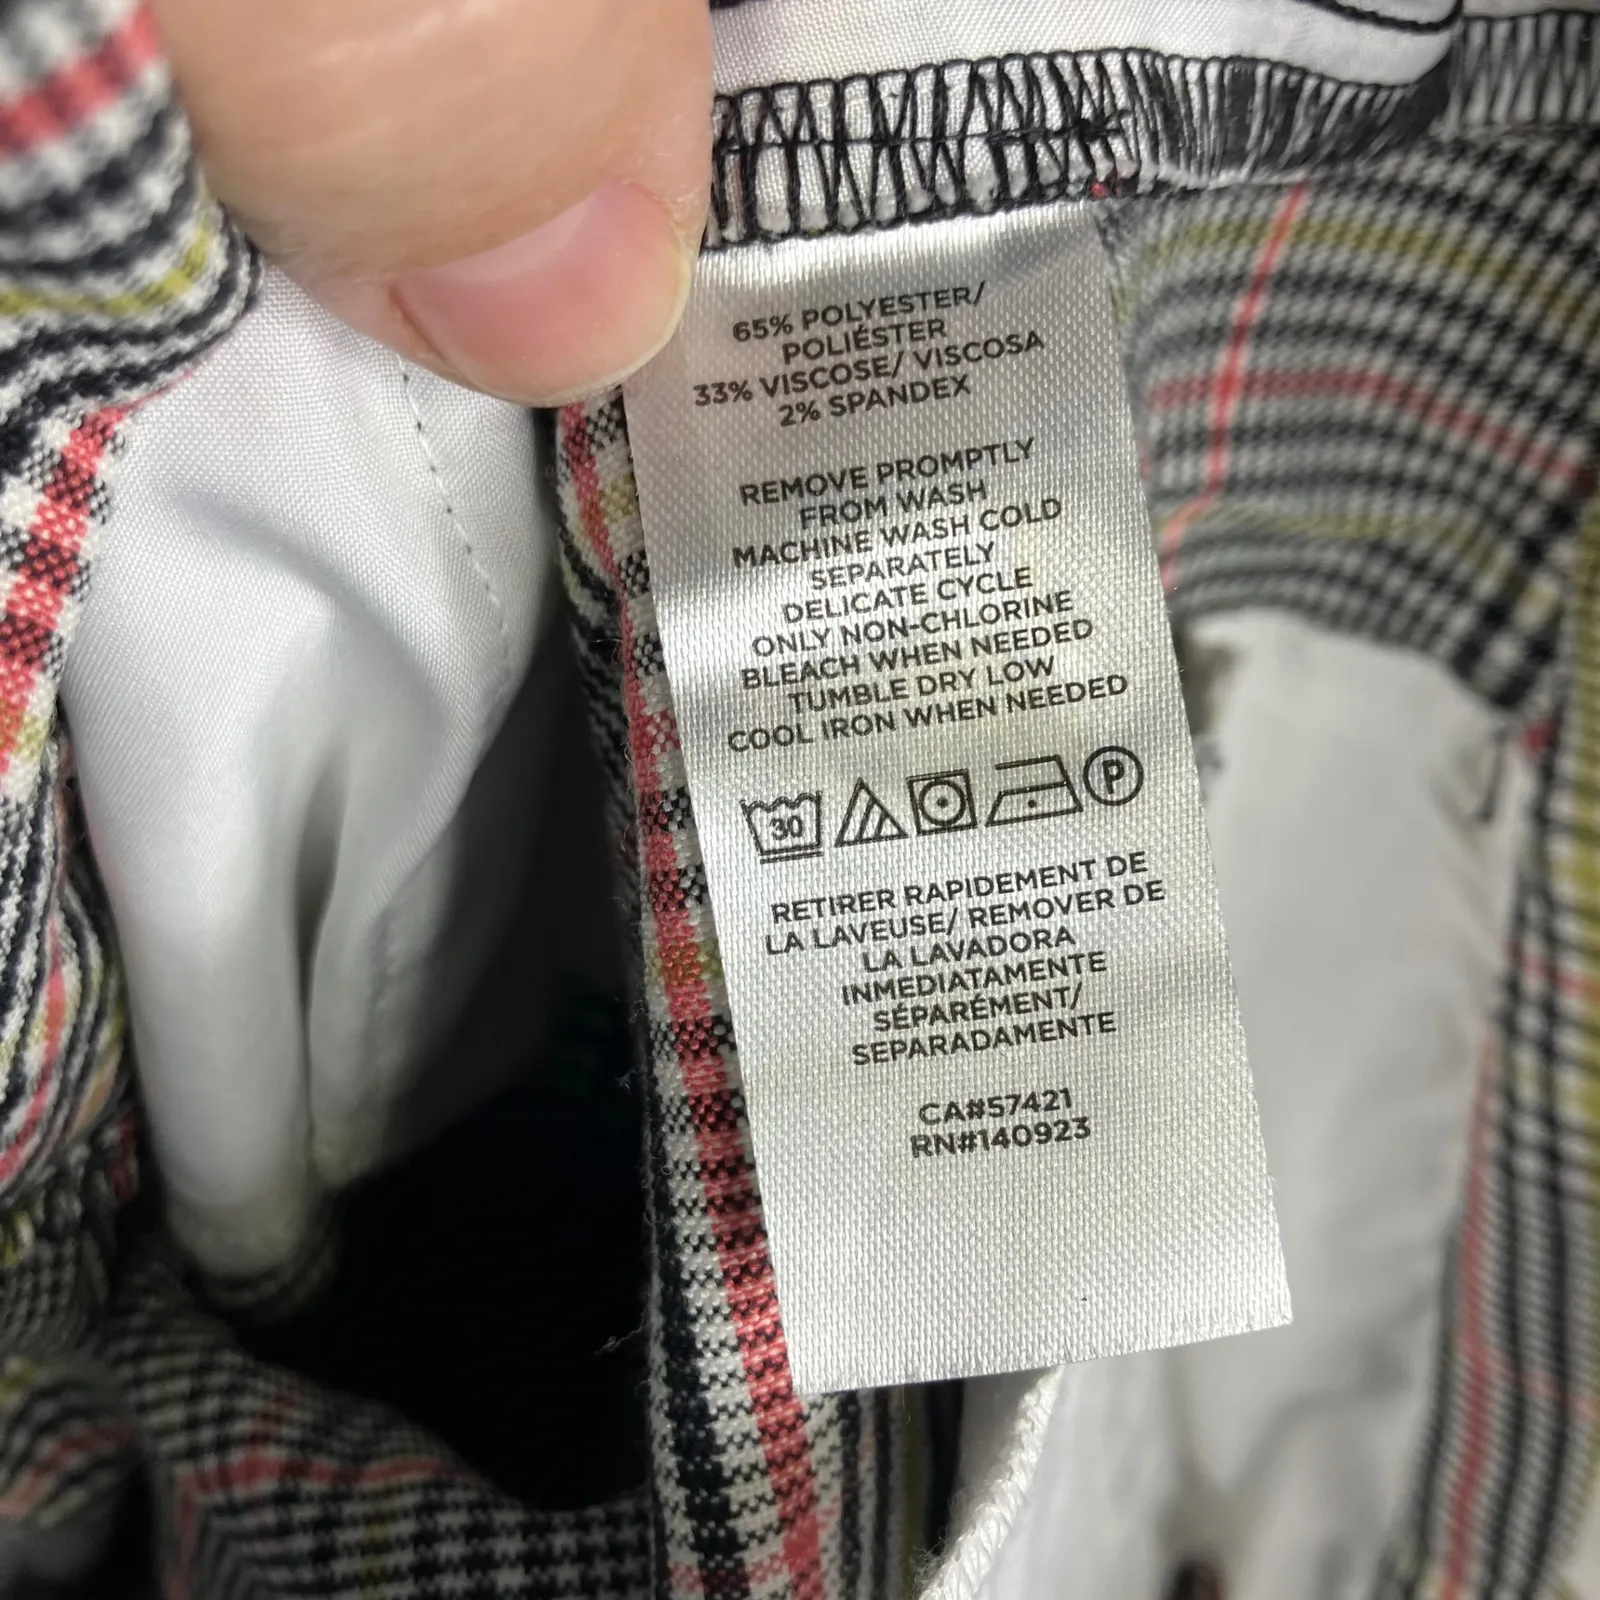 65% POLYESTER/
POLIÉSTER
33% VISCOSE/ VISCOSA
2% SPANDEX
REMOVE PROMPTLY
FROM WASH
MACHINE WASH COLD
SEPARATELY
DELICATE CYCLE
ONLY NON-CHLORINE
BLEACH WHEN NEEDED
TUMBLE DRY LOW
COOL IRON WHEN NEEDED
30 P
RETIRER RAPIDEMENT DE
LA LAVEUSE/ REMOVER DE
LA LAVADORA
INMEDIATAMENTE
SÉPARÉMENT/
SEPARADAMENTE
CA#57421
RN#140923